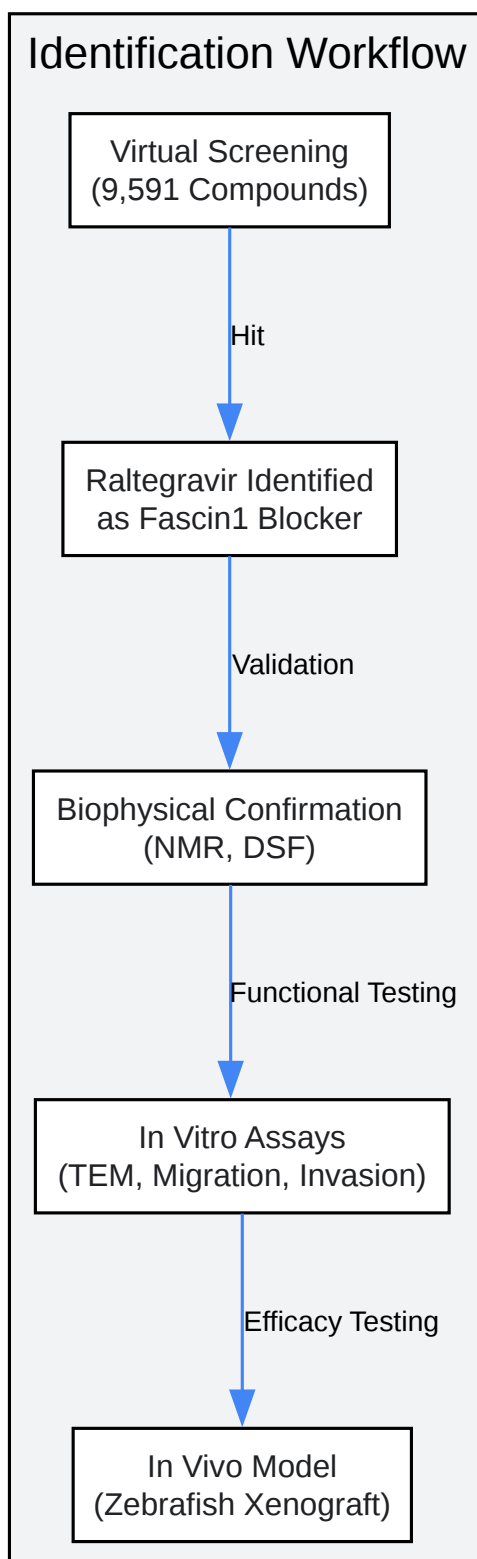 Identification Workflow
Virtual Screening
(9,591 Compounds)
Hit
Raltegravir Identified
as Fascin1 Blocker
Validation
Biophysical Confirmation
(NMR, DSF)
Functional Testing
In Vitro Assays
(TEM, Migration, Invasion)
Efficacy Testing
In Vivo Model
(Zebrafish Xenograft)